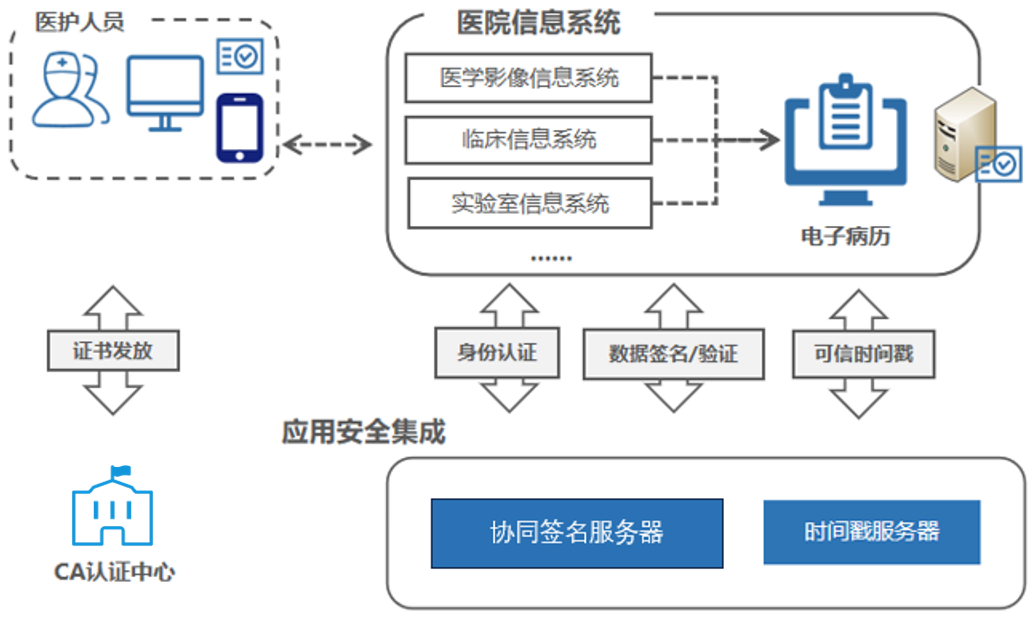 医护人员
医院信息系统
医学影像信息系统
临床信息系统
实验室信息系统
......
电子病历
证书发放
身份认证
数据签名/验证
可信时间戳
应用安全集成
协同签名服务器
时间戳服务器
CA认证中心